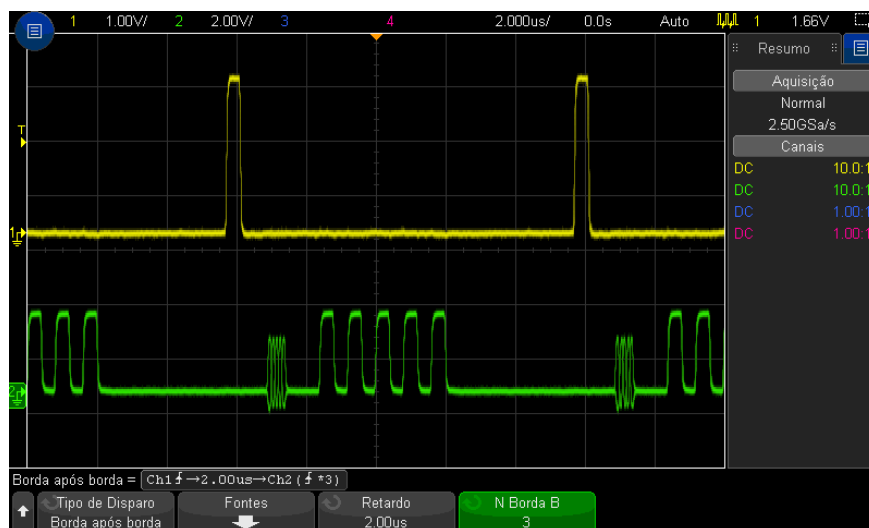 1 1.00V/ 2 2.00V/ 3 4 2.000us/ 0.0s Auto 1 1.66V
Resumo
Aquisição
Normal
2.50GSa/s
Canais
DC 10.0:1
DC 10.0:1
DC 1.00:1
DC 1.00:1
T
1
2
Borda após borda = Ch1→2.00us→Ch2( *3)
Tipo de Disparo Fontes Retardo N Borda B
Borda após borda 2.00us 3